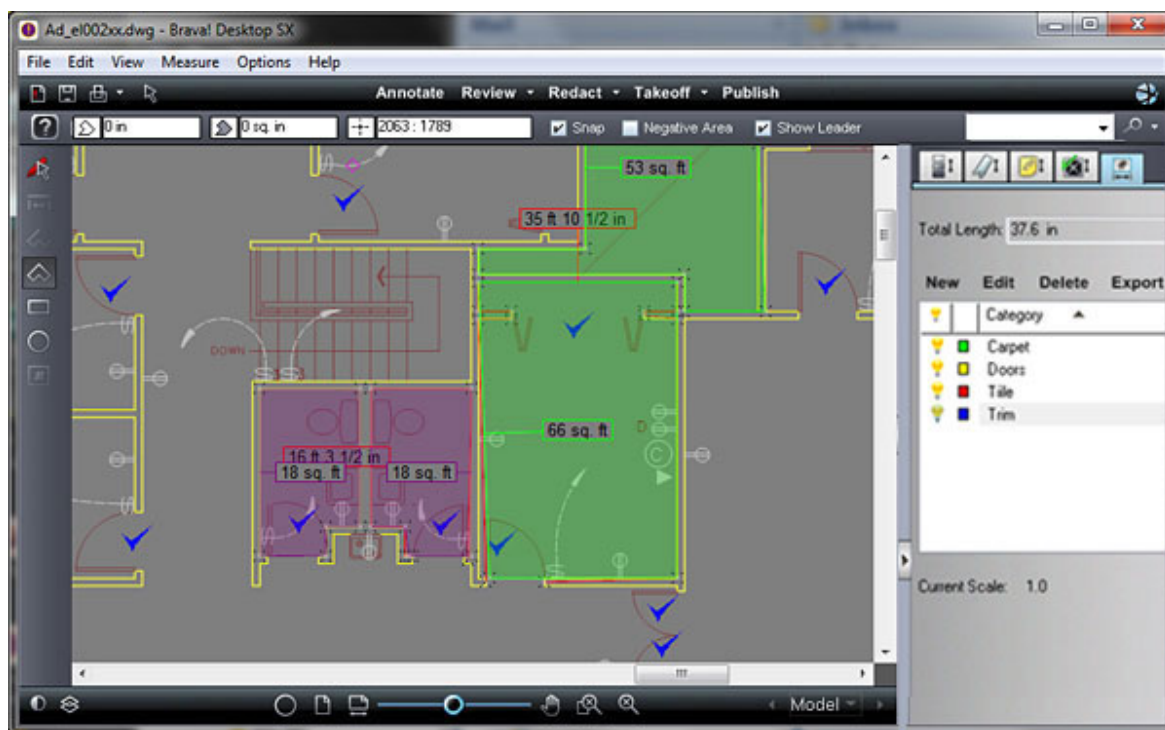 Ad_el002xx.dwg - Brava! Desktop SX
File Edit View Measure Options Help
Annotate Review Redact Takeoff Publish
? 0 in 0 sq. in 2063 : 1789 Snap Negative Area Show Leader
53 sq. ft
35 ft 10 1/2 in
DOWN
66 sq. ft
D
C
16 ft 3 1/2 in
18 sq. ft 18 sq. ft
Total Length: 37.6 in
New Edit Delete Export
Category
Carpet
Doors
Tile
Trim
Current Scale: 1.0
Model